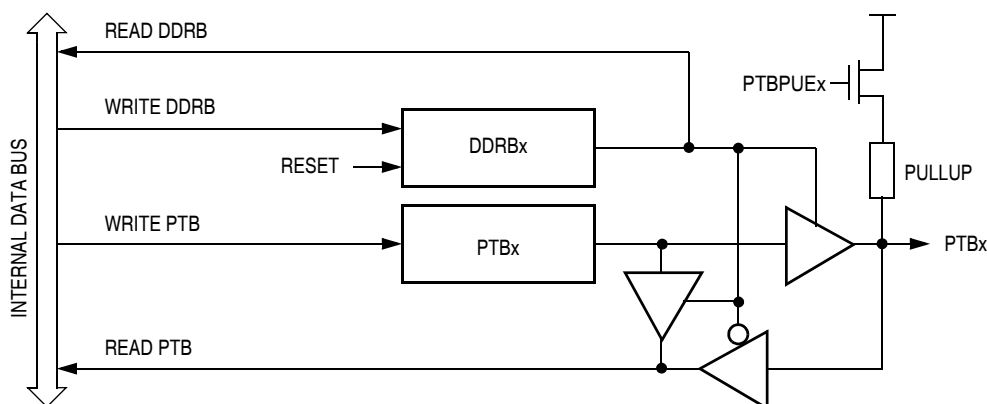 READ DDRB
PTBPUEx
WRITE DDRB
DDRBx
RESET
PULLUP
INTERNAL DATA BUS
WRITE PTB
PTBx
PTBx
READ PTB